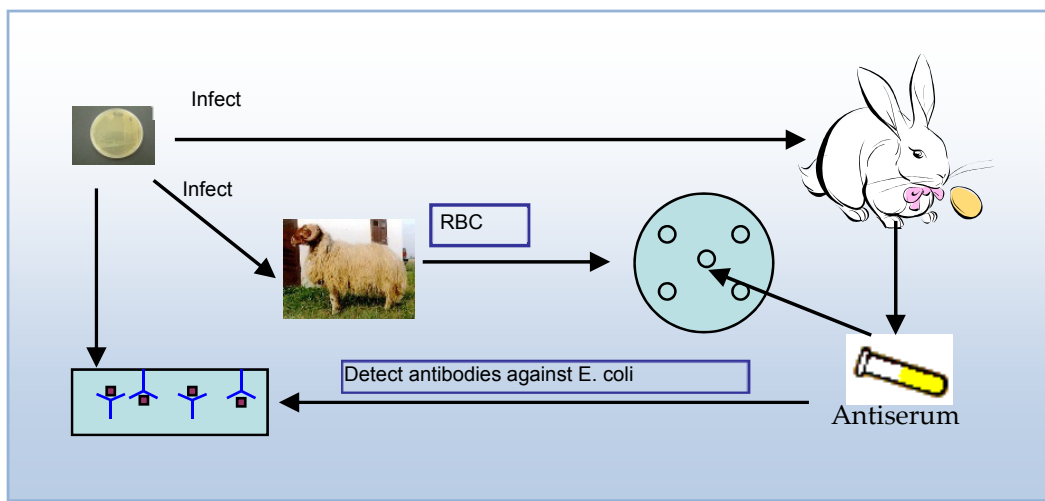 Infect
Infect
RBC
Detect antibodies against E. coli
Antiserum